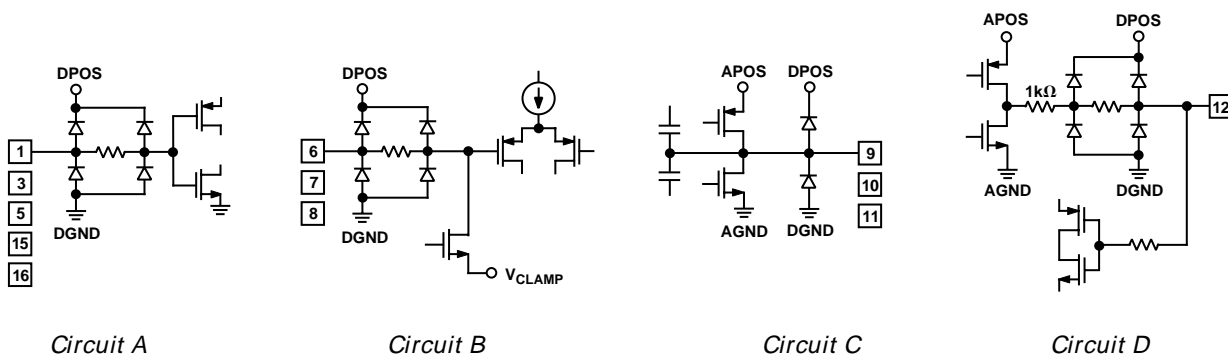 DPOS
1
3
5
15
16
DGND
Circuit A
DPOS
6
7
8
DGND
VCLAMP
Circuit B
APOS
DPOS
9
10
11
AGND
DGND
Circuit C
APOS
DPOS
1kΩ
12
AGND
DGND
Circuit D